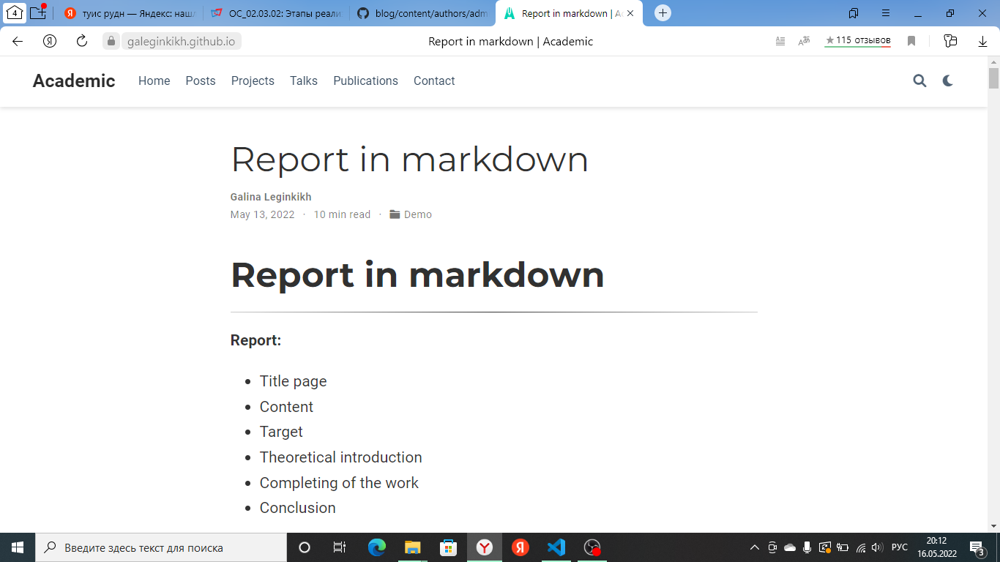 4
туис рудн — Яндекс: наш
ОС_02.03.02: Этапы реали
blog/content/authors/adm
Report in markdown | Ac
Я
galeginkikh.github.io
Report in markdown | Academic
115 отзывов
Academic
Home
Posts
Projects
Talks
Publications
Contact
Report in markdown
Galina Leginkikh
May 13, 2022 · 10 min read · Demo
Report in markdown
Report:
Title page
Content
Target
Theoretical introduction
Completing of the work
Conclusion
Введите здесь текст для поиска
РУС
20:12
16.05.2022
3